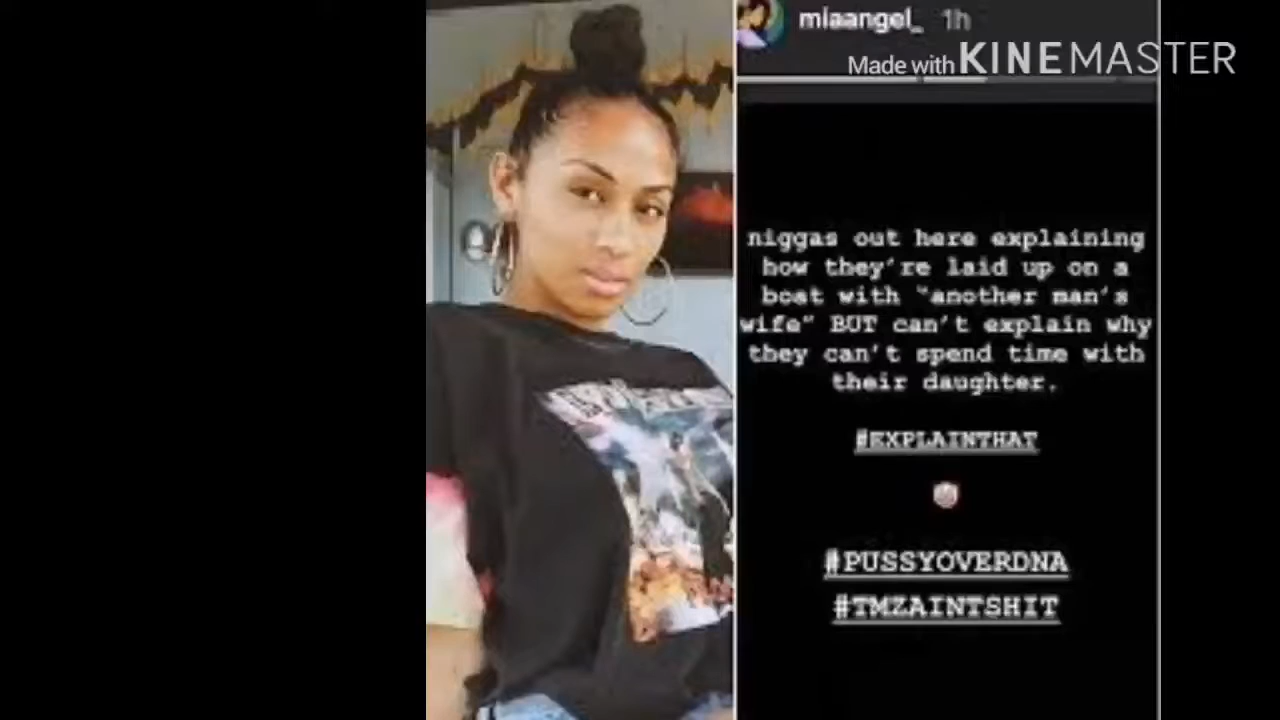 miaangel_ 1h
Made with KINEMASTER
niggas out here explaining
how they're laid up on a
boat with "another man's
wife" BUT can't explain why
they can't spend time with
their daughter.
#EXPLAINTHAT
#PUSSYOVERDNA
#TMZAINTSHIT